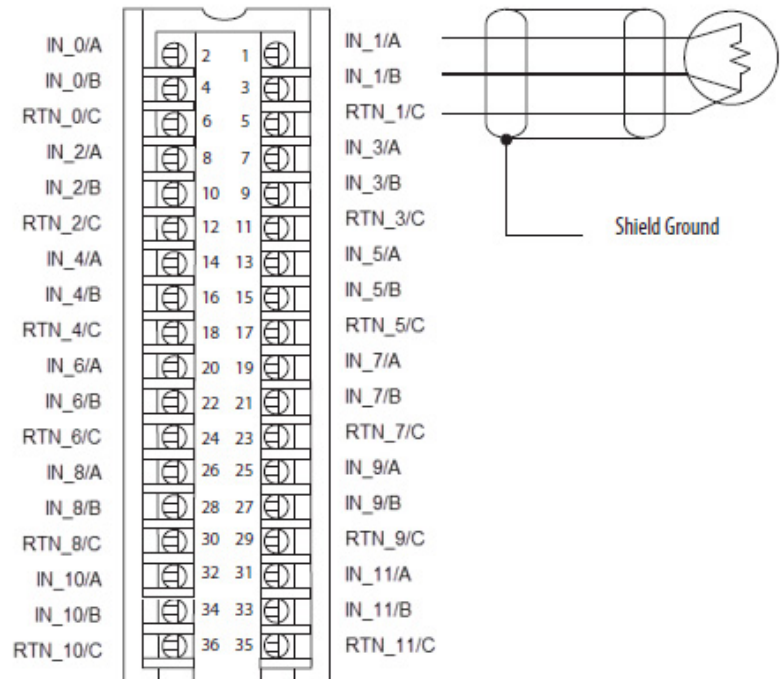 IN_0/A 2 1 IN_1/A
IN_0/B 4 3 IN_1/B
RTN_0/C 6 5 RTN_1/C
IN_2/A 8 7 IN_3/A
IN_2/B 10 9 IN_3/B
RTN_2/C 12 11 RTN_3/C
Shield Ground
IN_4/A 14 13 IN_5/A
IN_4/B 16 15 IN_5/B
RTN_4/C 18 17 RTN_5/C
IN_6/A 20 19 IN_7/A
IN_6/B 22 21 IN_7/B
RTN_6/C 24 23 RTN_7/C
IN_8/A 26 25 IN_9/A
IN_8/B 28 27 IN_9/B
RTN_8/C 30 29 RTN_9/C
IN_10/A 32 31 IN_11/A
IN_10/B 34 33 IN_11/B
RTN_10/C 36 35 RTN_11/C